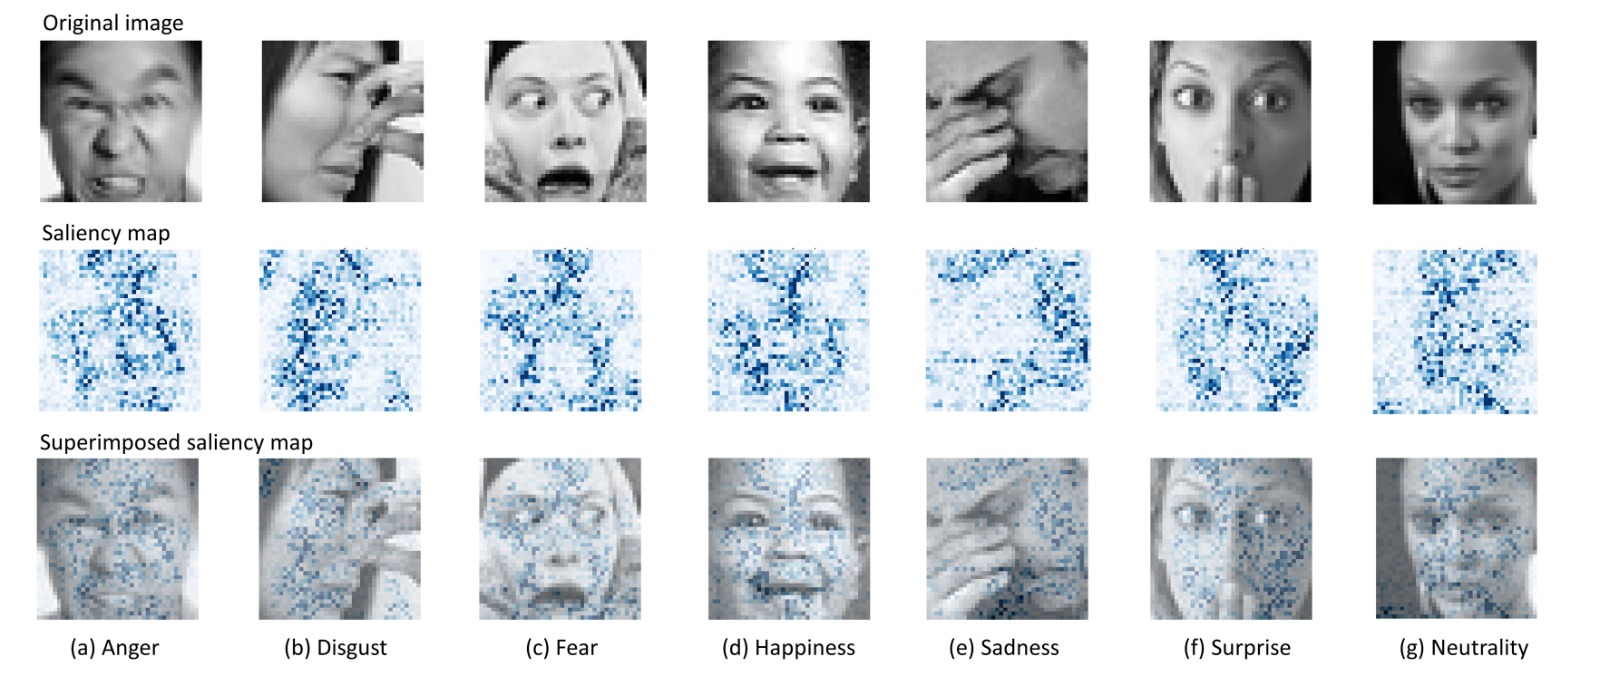 Original image
Saliency map
Superimposed saliency map
(a) Anger (b) Disgust (c) Fear (d) Happiness (e) Sadness (f) Surprise (g) Neutrality